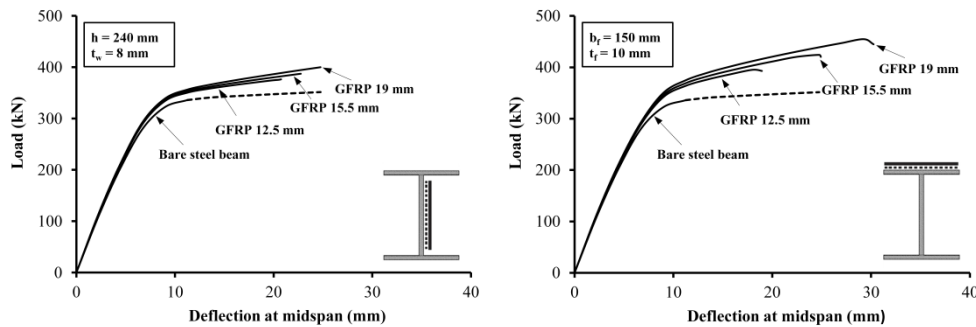 500
400
300
200
100
0
Load (kN)
h = 240 mm
t_w = 8 mm
GFRP 19 mm
GFRP 15.5 mm
GFRP 12.5 mm
Bare steel beam
0 10 20 30 40
Deflection at midspan (mm)
500
400
300
200
100
0
Load (kN)
b_f = 150 mm
t_f = 10 mm
GFRP 19 mm
GFRP 15.5 mm
GFRP 12.5 mm
Bare steel beam
0 10 20 30 40
Deflection at midspan (mm)